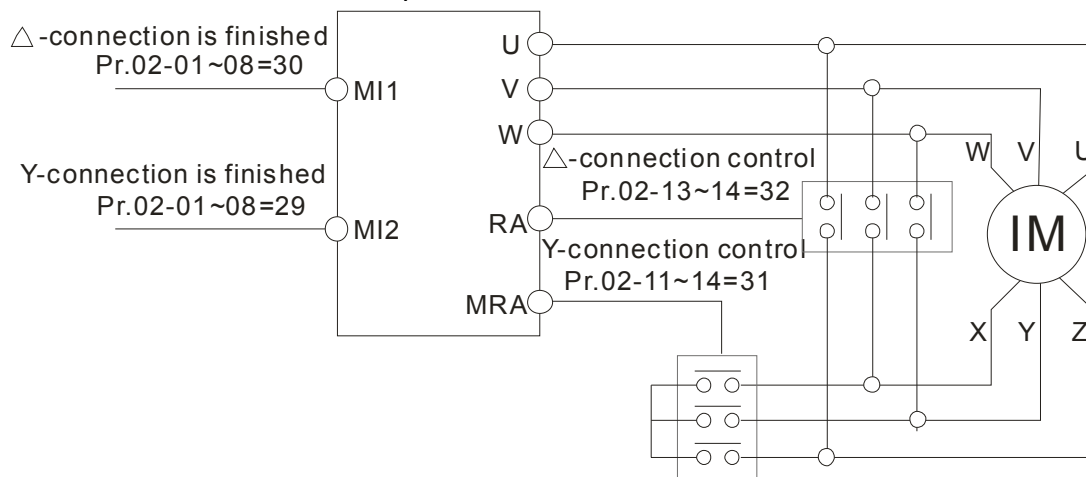 △-connection is finished
Pr.02-01~08=30
MI1
Y-connection is finished
Pr.02-01~08=29
MI2
U
V
W
△-connection control
Pr.02-13~14=32
RA
Y-connection control
Pr.02-11~14=31
MRA
W V U
IM
X Y Z